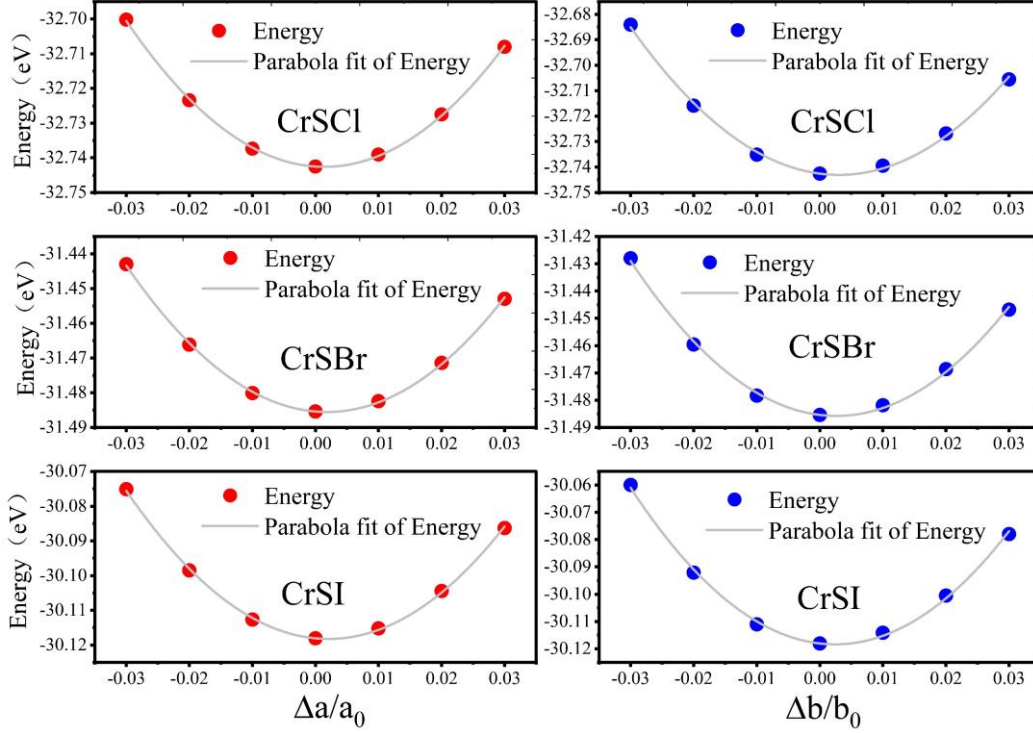 Energy (eV)
-32.70
-32.71
-32.72
-32.73
-32.74
-32.75
Energy
Parabola fit of Energy
CrSCl
-0.03 -0.02 -0.01 0.00 0.01 0.02 0.03
-32.68
-32.69
-32.70
-32.71
-32.72
-32.73
-32.74
-32.75
Energy
Parabola fit of Energy
CrSCl
-0.03 -0.02 -0.01 0.00 0.01 0.02 0.03
Energy (eV)
-31.44
-31.45
-31.46
-31.47
-31.48
-31.49
Energy
Parabola fit of Energy
CrSBr
-0.03 -0.02 -0.01 0.00 0.01 0.02 0.03
-31.42
-31.43
-31.44
-31.45
-31.46
-31.47
-31.48
-31.49
Energy
Parabola fit of Energy
CrSBr
-0.03 -0.02 -0.01 0.00 0.01 0.02 0.03
Energy (eV)
-30.07
-30.08
-30.09
-30.10
-30.11
-30.12
Energy
Parabola fit of Energy
CrSI
-0.03 -0.02 -0.01 0.00 0.01 0.02 0.03
Δa/a₀
-30.06
-30.07
-30.08
-30.09
-30.10
-30.11
-30.12
Energy
Parabola fit of Energy
CrSI
-0.03 -0.02 -0.01 0.00 0.01 0.02 0.03
Δb/b₀